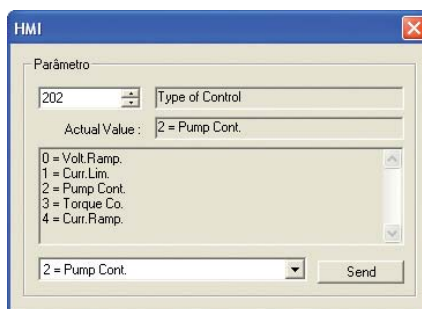 HMI
Parâmetro
202 Type of Control
Actual Value : 2 = Pump Cont.
0 = Volt.Ramp.
1 = Curr.Lim.
2 = Pump Cont.
3 = Torque Co.
4 = Curr.Ramp.
2 = Pump Cont. Send